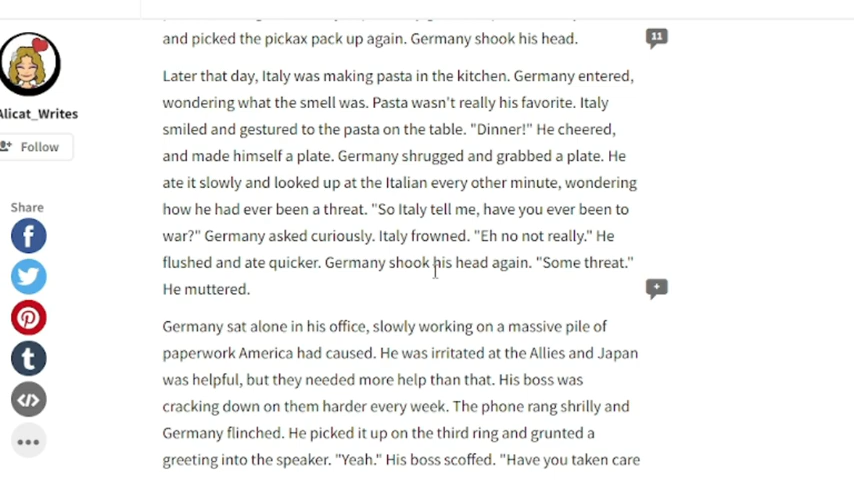 and picked the pickax pack up again. Germany shook his head.
11
Later that day, Italy was making pasta in the kitchen. Germany entered,
wondering what the smell was. Pasta wasn't really his favorite. Italy
smiled and gestured to the pasta on the table. "Dinner!" He cheered,
and made himself a plate. Germany shrugged and grabbed a plate. He
ate it slowly and looked up at the Italian every other minute, wondering
how he had ever been a threat. "So Italy tell me, have you ever been to
war?" Germany asked curiously. Italy frowned. "Eh no not really." He
flushed and ate quicker. Germany shook his head again. "Some threat."
He muttered.
+
Germany sat alone in his office, slowly working on a massive pile of
paperwork America had caused. He was irritated at the Allies and Japan
was helpful, but they needed more help than that. His boss was
cracking down on them harder every week. The phone rang shrilly and
Germany flinched. He picked it up on the third ring and grunted a
greeting into the speaker. "Yeah." His boss scoffed. "Have you taken care
Alicat_Writes
Follow
Share